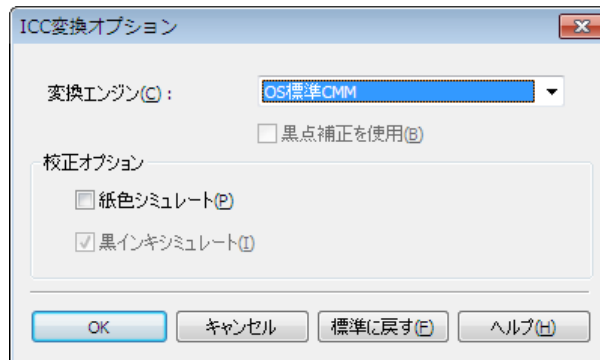 ICC変換オプション
変換エンジン(C)： OS標準CMM
黒点補正を使用(B)
校正オプション
紙色シミュレート(P)
黒インキシミュレート(I)
OK キャンセル 標準に戻す(F) ヘルプ(H)